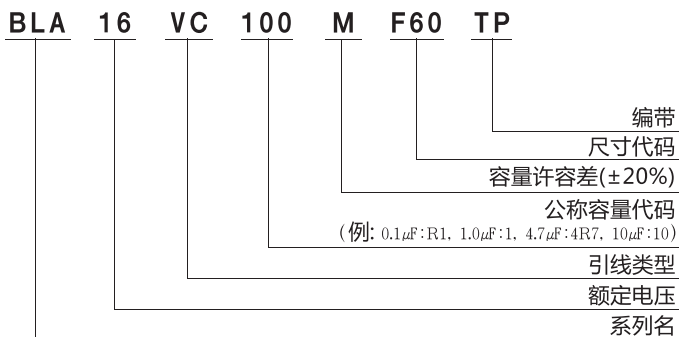 BLA 16 VC 100 M F60 TP
编带
尺寸代码
容量许容差(±20%)
公称容量代码
(例: 0.1μF:R1, 1.0μF:1, 4.7μF:4R7, 10μF:10)
引线类型
额定电压
系列名